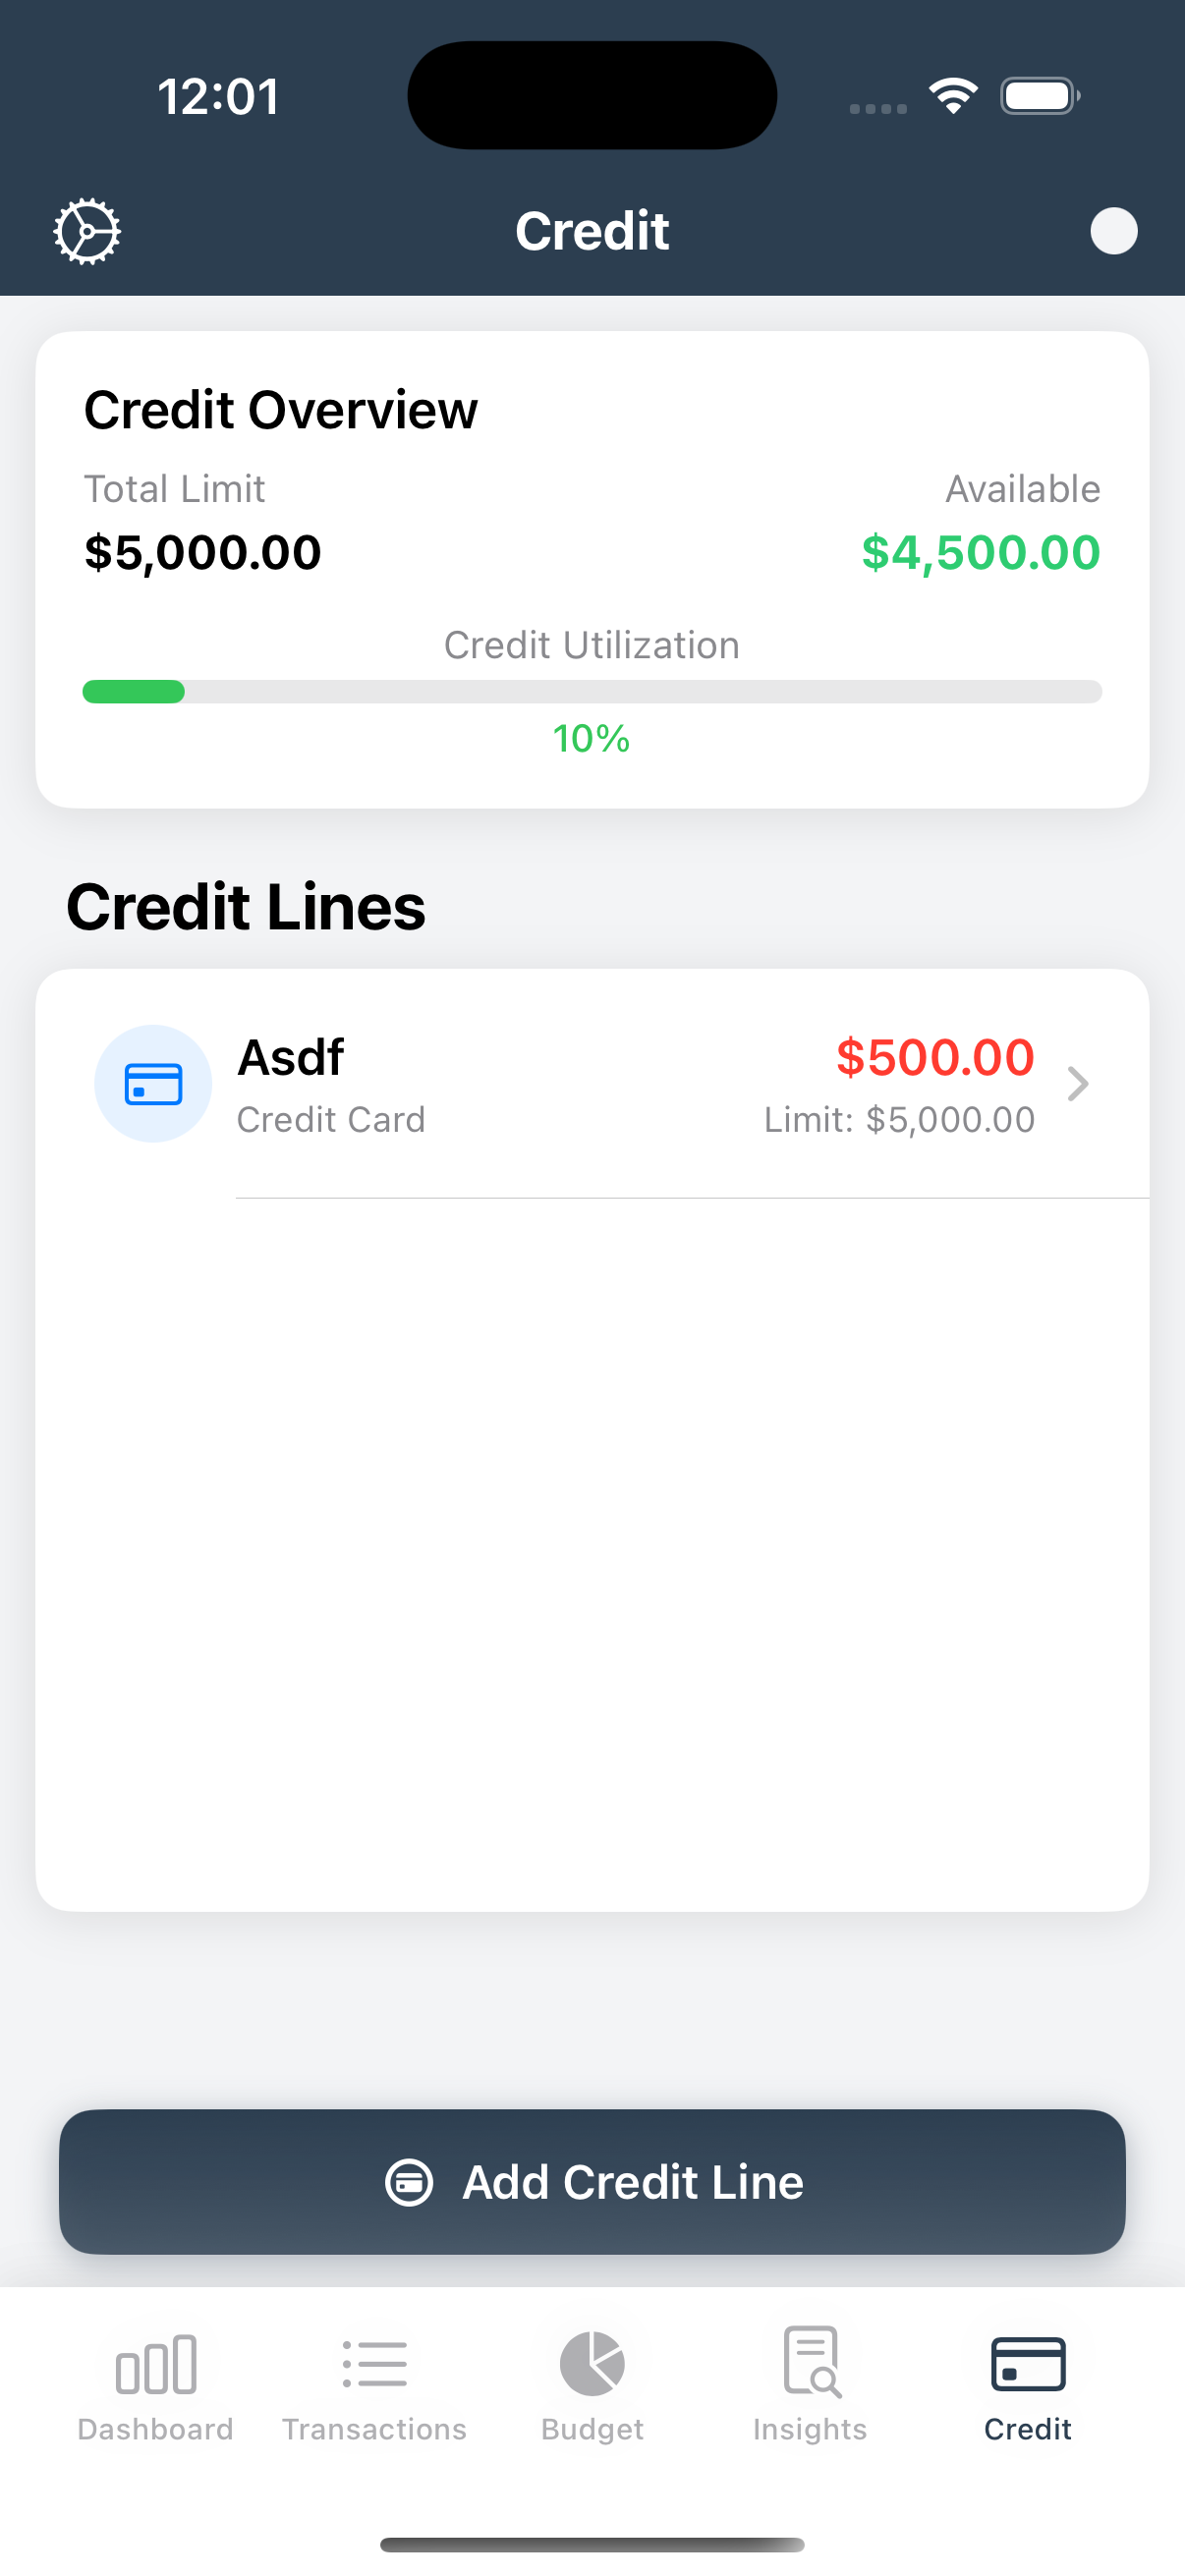 12:01
Credit
Credit Overview
Total Limit
Available
$5,000.00
$4,500.00
Credit Utilization
10%
Credit Lines
Asdf
$500.00
Credit Card
Limit: $5,000.00
Add Credit Line
Dashboard
Transactions
Budget
Insights
Credit